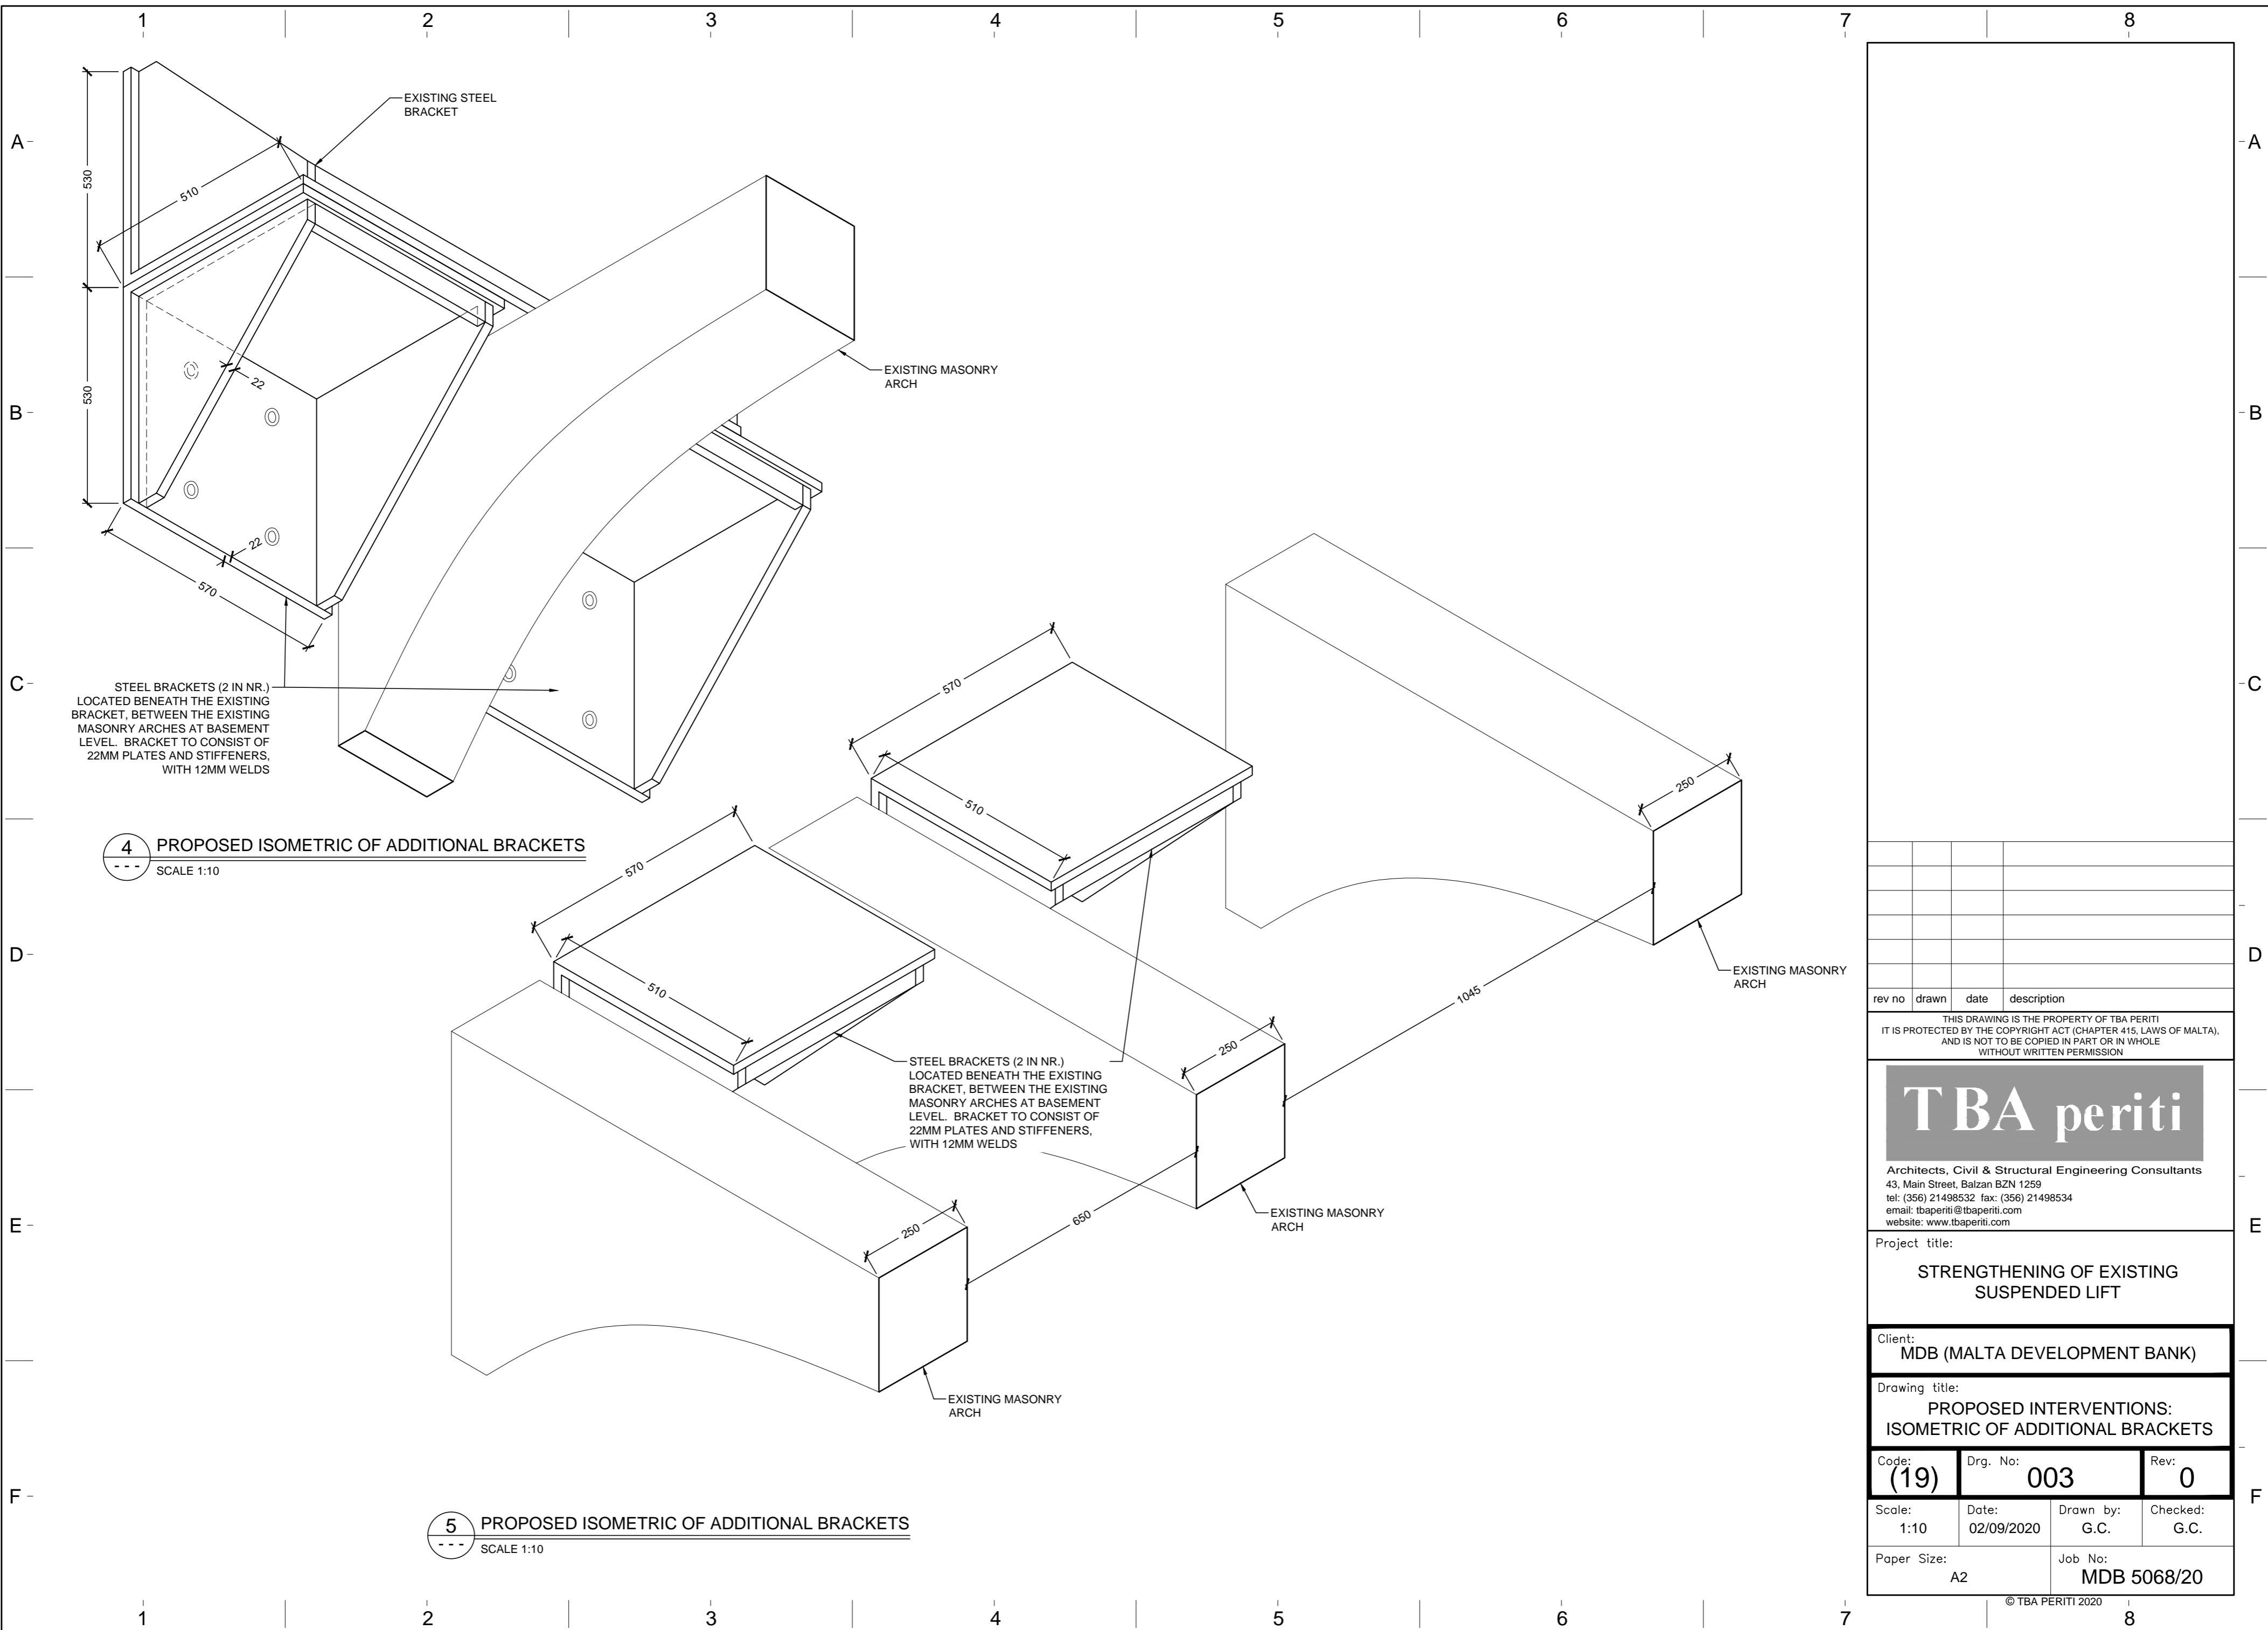 1 2 3 4 5 6 7 8
A
B
C
D
E
F
EXISTING STEEL
BRACKET
530
510
530
22
22
570
EXISTING MASONRY
ARCH
STEEL BRACKETS (2 IN NR.)
LOCATED BENEATH THE EXISTING
BRACKET, BETWEEN THE EXISTING
MASONRY ARCHES AT BASEMENT
LEVEL. BRACKET TO CONSIST OF
22MM PLATES AND STIFFENERS,
WITH 12MM WELDS
4 PROPOSED ISOMETRIC OF ADDITIONAL BRACKETS
- - - SCALE 1:10
570
510
250
570
510
EXISTING MASONRY
ARCH
1045
250
STEEL BRACKETS (2 IN NR.)
LOCATED BENEATH THE EXISTING
BRACKET, BETWEEN THE EXISTING
MASONRY ARCHES AT BASEMENT
LEVEL. BRACKET TO CONSIST OF
22MM PLATES AND STIFFENERS,
WITH 12MM WELDS
EXISTING MASONRY
ARCH
650
250
EXISTING MASONRY
ARCH
5 PROPOSED ISOMETRIC OF ADDITIONAL BRACKETS
- - - SCALE 1:10
A
B
C
D
E
F
rev no drawn date description
THIS DRAWING IS THE PROPERTY OF TBA PERITI
IT IS PROTECTED BY THE COPYRIGHT ACT (CHAPTER 415, LAWS OF MALTA),
AND IS NOT TO BE COPIED IN PART OR IN WHOLE
WITHOUT WRITTEN PERMISSION
TBA periti
Architects, Civil & Structural Engineering Consultants
43, Main Street, Balzan BZN 1259
tel: (356) 21498532 fax: (356) 21498534
email: tbaperiti@tbaperiti.com
website: www.tbaperiti.com
Project title:
STRENGTHENING OF EXISTING
SUSPENDED LIFT
Client:
MDB (MALTA DEVELOPMENT BANK)
Drawing title:
PROPOSED INTERVENTIONS:
ISOMETRIC OF ADDITIONAL BRACKETS
Code: Drg. No: Rev:
(19) 003 0
Scale: Date: Drawn by: Checked:
1:10 02/09/2020 G.C. G.C.
Paper Size: Job No:
A2 MDB 5068/20
© TBA PERITI 2020
1 2 3 4 5 6 7 8